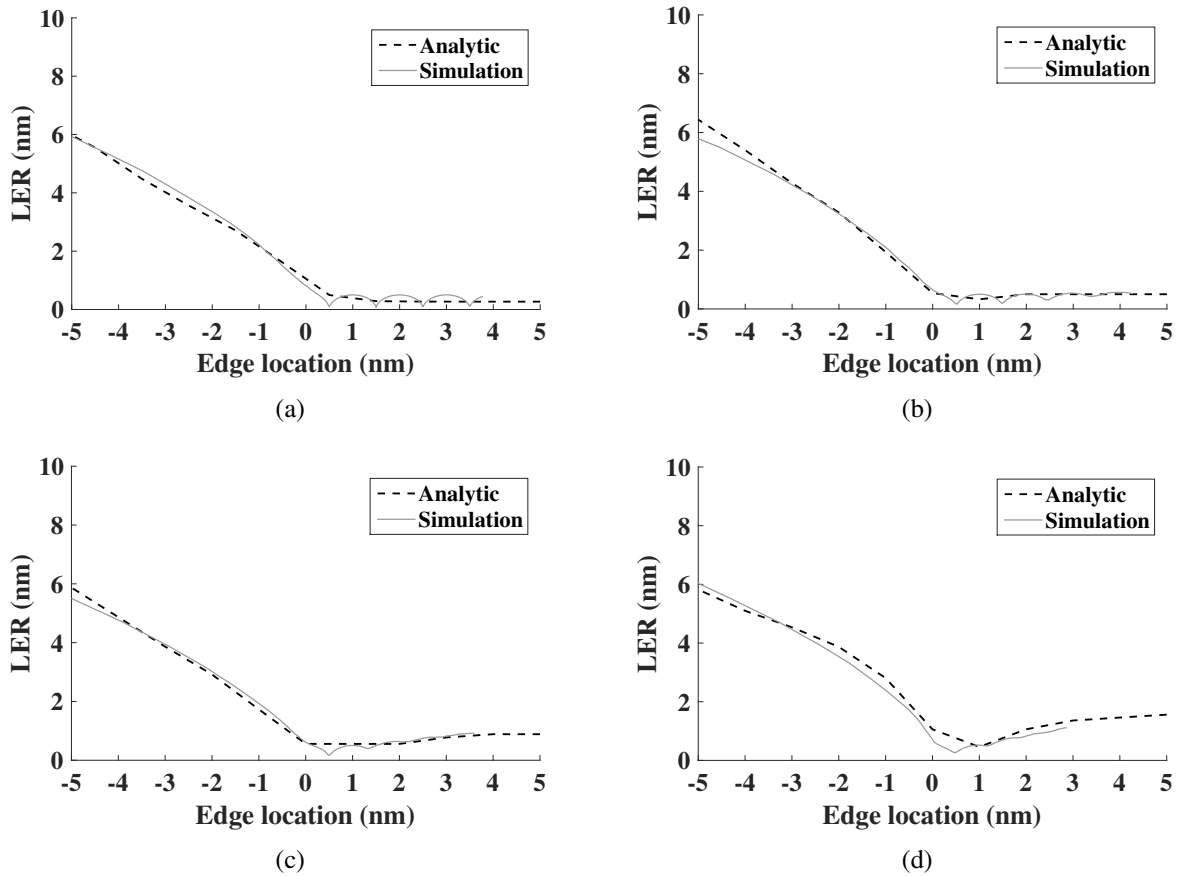 10
8
6
4
2
0
LER (nm)
Analytic
Simulation
-5 -4 -3 -2 -1 0 1 2 3 4 5
Edge location (nm)
(a)
10
8
6
4
2
0
LER (nm)
Analytic
Simulation
-5 -4 -3 -2 -1 0 1 2 3 4 5
Edge location (nm)
(b)
10
8
6
4
2
0
LER (nm)
Analytic
Simulation
-5 -4 -3 -2 -1 0 1 2 3 4 5
Edge location (nm)
(c)
10
8
6
4
2
0
LER (nm)
Analytic
Simulation
-5 -4 -3 -2 -1 0 1 2 3 4 5
Edge location (nm)
(d)